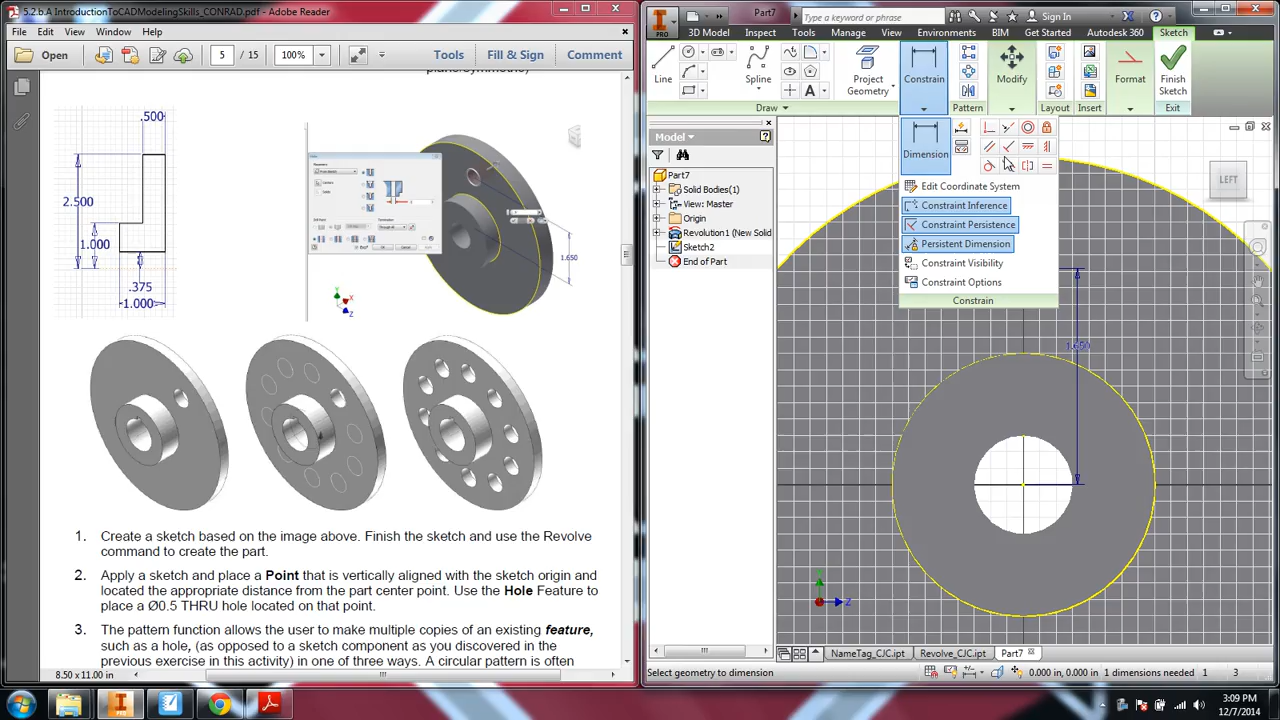 5.2.b.A IntroductionToCADModelingSkills_CONRAD.pdf - Adobe Reader
File Edit View Window Help
Open
5 / 15
100%
Tools
Fill & Sign
Comment
.500
2.500
1.000
.375
1.000
1.650
Y
X
Z
1. Create a sketch based on the image above. Finish the sketch and use the Revolve
command to create the part.
2. Apply a sketch and place a Point that is vertically aligned with the sketch origin and
located the appropriate distance from the part center point. Use the Hole Feature to
place a Ø0.5 THRU hole located on that point.
3. The pattern function allows the user to make multiple copies of an existing feature,
such as a hole, (as opposed to a sketch component as you discovered in the
previous exercise in this activity) in one of three ways. A circular pattern is often
8.50 x 11.00 in
PRO
Part7
Type a keyword or phrase
Sign In
3D Model Inspect Tools Manage View Environments BIM Get Started Autodesk 360 Sketch
Line
Spline
Project
Geometry
Constrain
Pattern
Modify
Layout
Insert
Format
Finish
Sketch
Draw
Exit
Dimension
Edit Coordinate System
Constraint Inference
Constraint Persistence
Persistent Dimension
Constraint Visibility
Constraint Options
Constrain
Model
Part7
Solid Bodies(1)
View: Master
Origin
Revolution1 (New Solid
Sketch2
End of Part
LEFT
1.650
Z
NameTag_CJC.ipt
Revolve_CJC.ipt
Part7
Select geometry to dimension
0.000 in, 0.000 in
1 dimensions needed
1
3
3:09 PM
12/7/2014